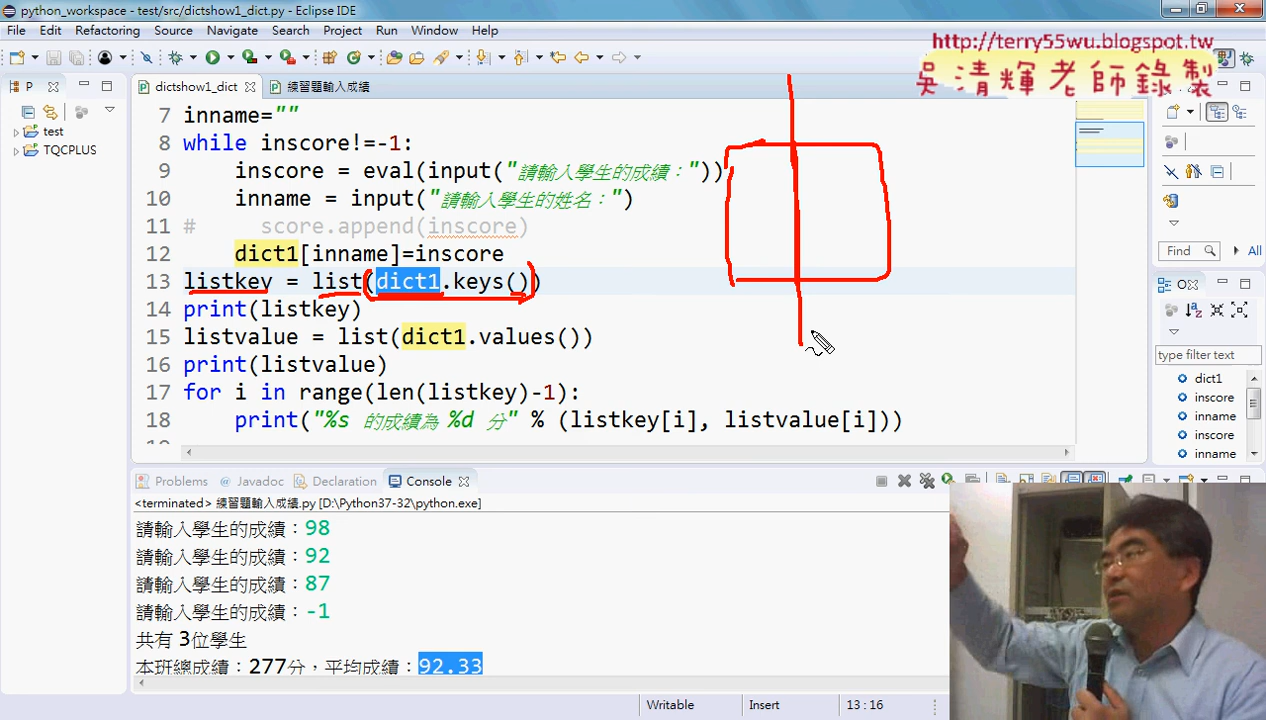 python_workspace - test/src/dictshow1_dict.py - Eclipse IDE
File Edit Refactoring Source Navigate Search Project Run Window Help
http://terry55wu.blogspot.tw
吳清輝老師錄製
P
dictshow1_dict
練習題輸入成績
test
TQCPLUS
7 inname=""
8 while inscore!=-1:
9 inscore = eval(input("請輸入學生的成績："))
10 inname = input("請輸入學生的姓名：")
11 # score.append(inscore)
12 dict1[inname]=inscore
13 listkey = list(dict1.keys())
14 print(listkey)
15 listvalue = list(dict1.values())
16 print(listvalue)
17 for i in range(len(listkey)-1):
18 print("%s 的成績為 %d 分" % (listkey[i], listvalue[i]))
Find
All
type filter text
dict1
inscore
inname
inscore
inname
Problems Javadoc Declaration Console
<terminated> 練習題輸入成績.py [D:\Python37-32\python.exe]
請輸入學生的成績：98
請輸入學生的成績：92
請輸入學生的成績：87
請輸入學生的成績：-1
共有 3位學生
本班總成績：277分，平均成績：92.33
Writable Insert 13 : 16